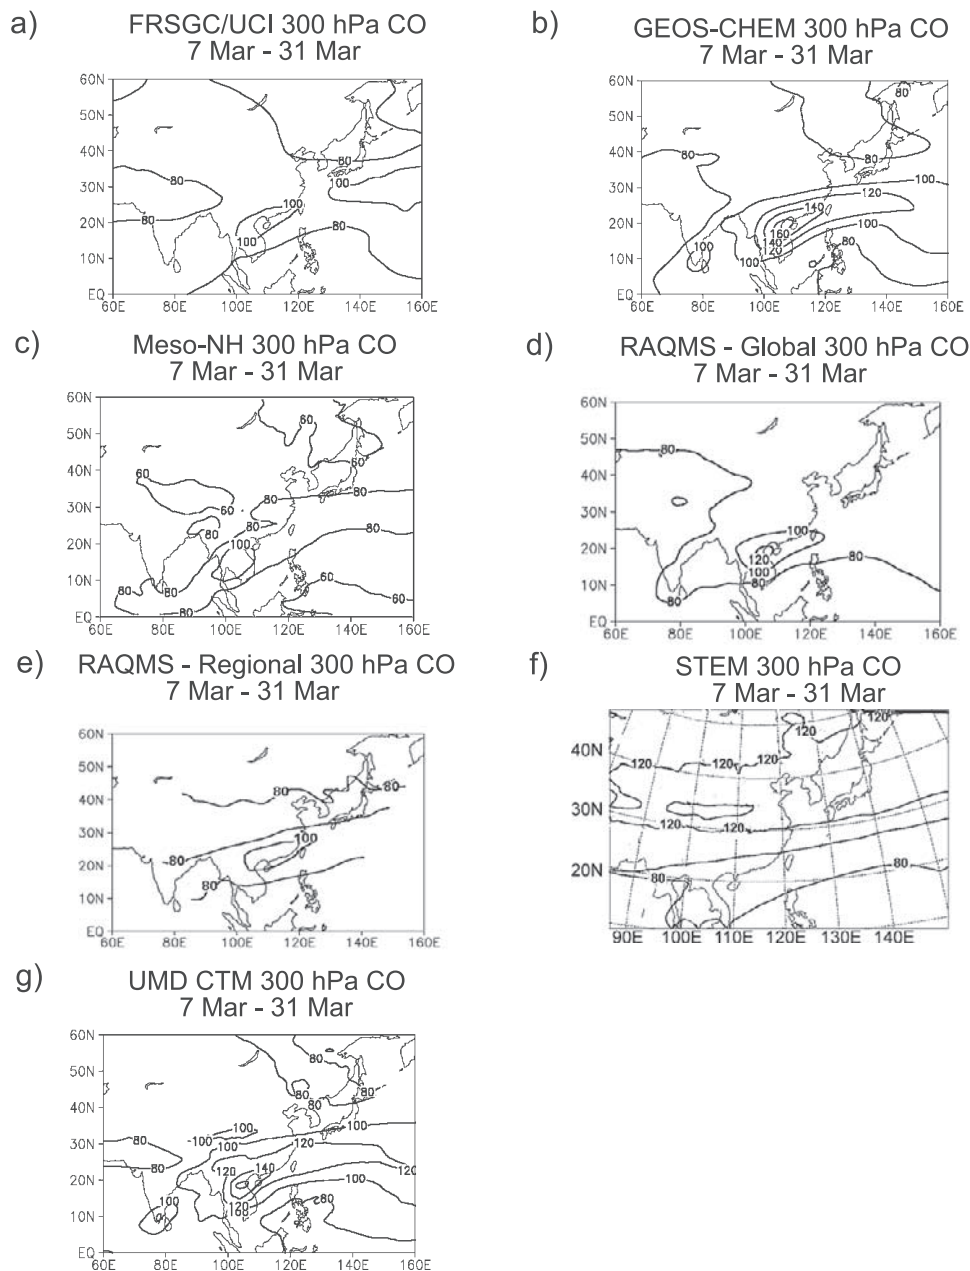 a)
FRSGC/UCI 300 hPa CO
7 Mar - 31 Mar
60N
50N
40N
30N
20N
10N
EQ
60E 80E 100E 120E 140E 160E
80
80
80
80
100
100
100
b)
GEOS-CHEM 300 hPa CO
7 Mar - 31 Mar
60N
50N
40N
30N
20N
10N
EQ
60E 80E 100E 120E 140E 160E
80
80
80
100
120
140
160
140
120
100
100
100
80
c)
Meso-NH 300 hPa CO
7 Mar - 31 Mar
60N
50N
40N
30N
20N
10N
EQ
60E 80E 100E 120E 140E 160E
60
60
60
60
80
80
80
80
80
100
80
80
60
60
d)
RAQMS - Global 300 hPa CO
7 Mar - 31 Mar
60N
50N
40N
30N
20N
10N
EQ
60E 80E 100E 120E 140E 160E
80
100
120
100
80
80
80
e)
RAQMS - Regional 300 hPa CO
7 Mar - 31 Mar
60N
50N
40N
30N
20N
10N
EQ
60E 80E 100E 120E 140E 160E
80
80
80
100
80
80
f)
STEM 300 hPa CO
7 Mar - 31 Mar
40N
30N
20N
90E 100E 110E 120E 130E 140E
120
120
120
120
120
120
80
80
g)
UMD CTM 300 hPa CO
7 Mar - 31 Mar
60N
50N
40N
30N
20N
10N
EQ
60E 80E 100E 120E 140E 160E
80
80
80
80
100
100
100
100
80
80
120
120
140
120
120
160
100
100
80